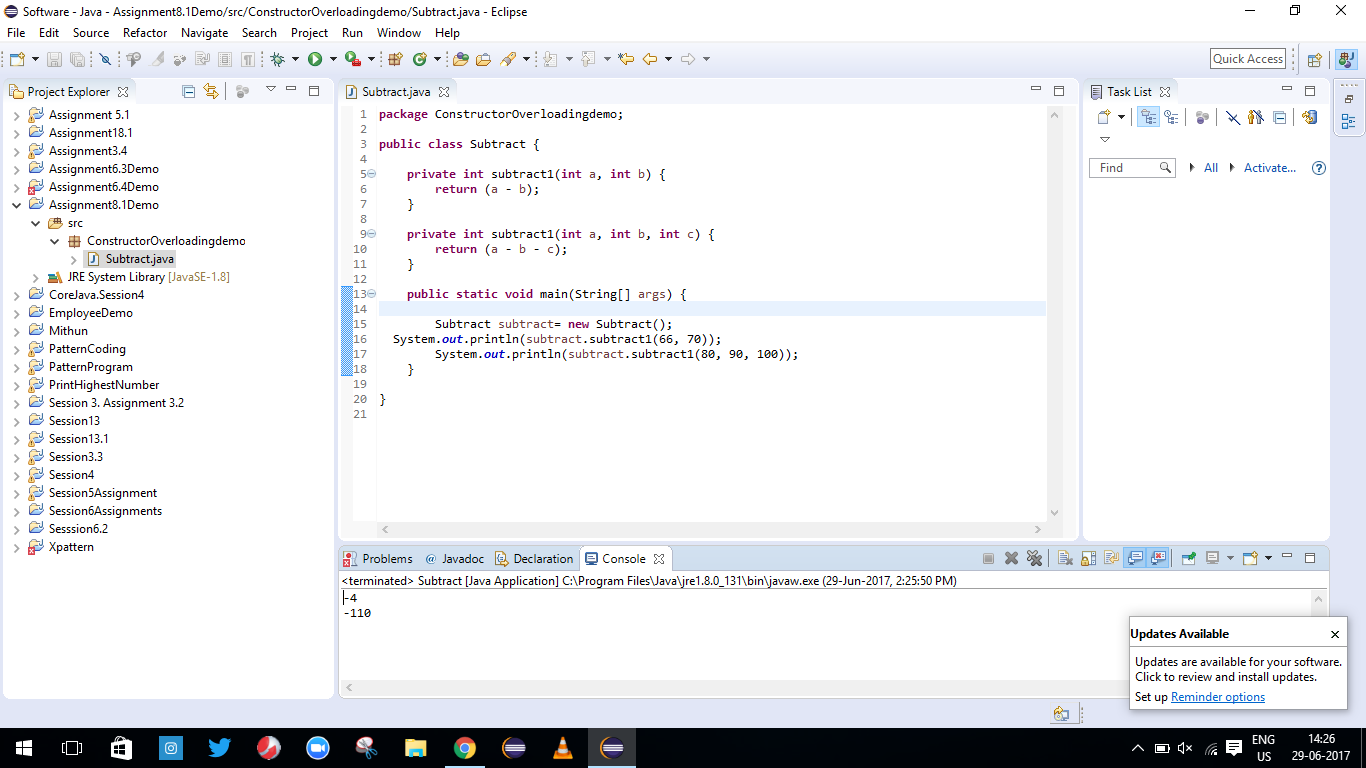 Software - Java - Assignment8.1Demo/src/ConstructorOverloadingdemo/Subtract.java - Eclipse
File Edit Source Refactor Navigate Search Project Run Window Help
Quick Access
Project Explorer
Assignment 5.1
Assignment18.1
Assignment3.4
Assignment6.3Demo
Assignment6.4Demo
Assignment8.1Demo
src
ConstructorOverloadingdemo
Subtract.java
JRE System Library [JavaSE-1.8]
CoreJava.Session4
EmployeeDemo
Mithun
PatternCoding
PatternProgram
PrintHighestNumber
Session 3. Assignment 3.2
Session13
Session13.1
Session3.3
Session4
Session5Assignment
Session6Assignments
Sesssion6.2
Xpattern
Subtract.java
1 package ConstructorOverloadingdemo;
2
3 public class Subtract {
4
5 private int subtract1(int a, int b) {
6 return (a - b);
7 }
8
9 private int subtract1(int a, int b, int c) {
10 return (a - b - c);
11 }
12
13 public static void main(String[] args) {
14
15 Subtract subtract= new Subtract();
16 System.out.println(subtract.subtract1(66, 70));
17 System.out.println(subtract.subtract1(80, 90, 100));
18 }
19
20 }
21
Task List
Find All Activate...
Problems @ Javadoc Declaration Console
<terminated> Subtract [Java Application] C:\Program Files\Java\jre1.8.0_131\bin\javaw.exe (29-Jun-2017, 2:25:50 PM)
-4
-110
Updates Available
Updates are available for your software.
Click to review and install updates.
Set up Reminder options
ENG
US
14:26
29-06-2017